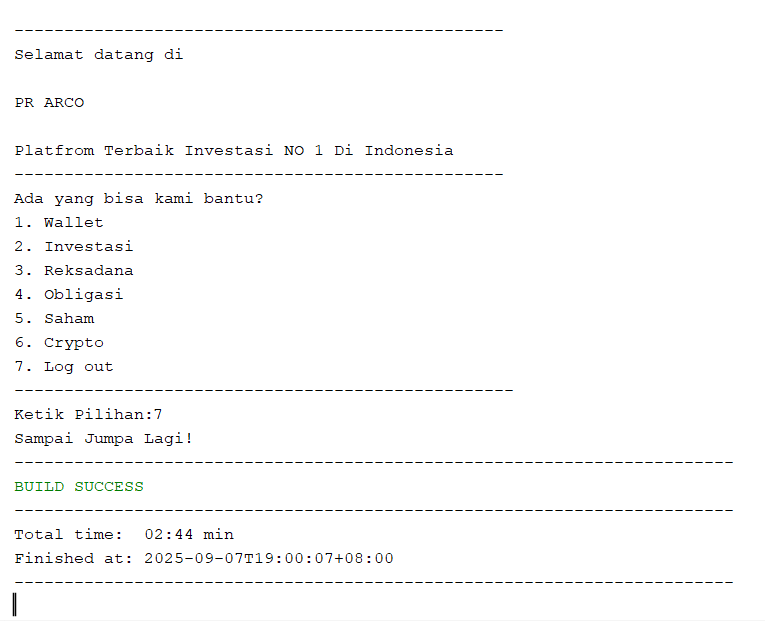 -------------------------------------------------
Selamat datang di
PR ARCO
Platfrom Terbaik Investasi NO 1 Di Indonesia
-------------------------------------------------
Ada yang bisa kami bantu?
1. Wallet
2. Investasi
3. Reksadana
4. Obligasi
5. Saham
6. Crypto
7. Log out
--------------------------------------------------
Ketik Pilihan:7
Sampai Jumpa Lagi!
------------------------------------------------------------------------
BUILD SUCCESS
------------------------------------------------------------------------
Total time:  02:44 min
Finished at: 2025-09-07T19:00:07+08:00
------------------------------------------------------------------------